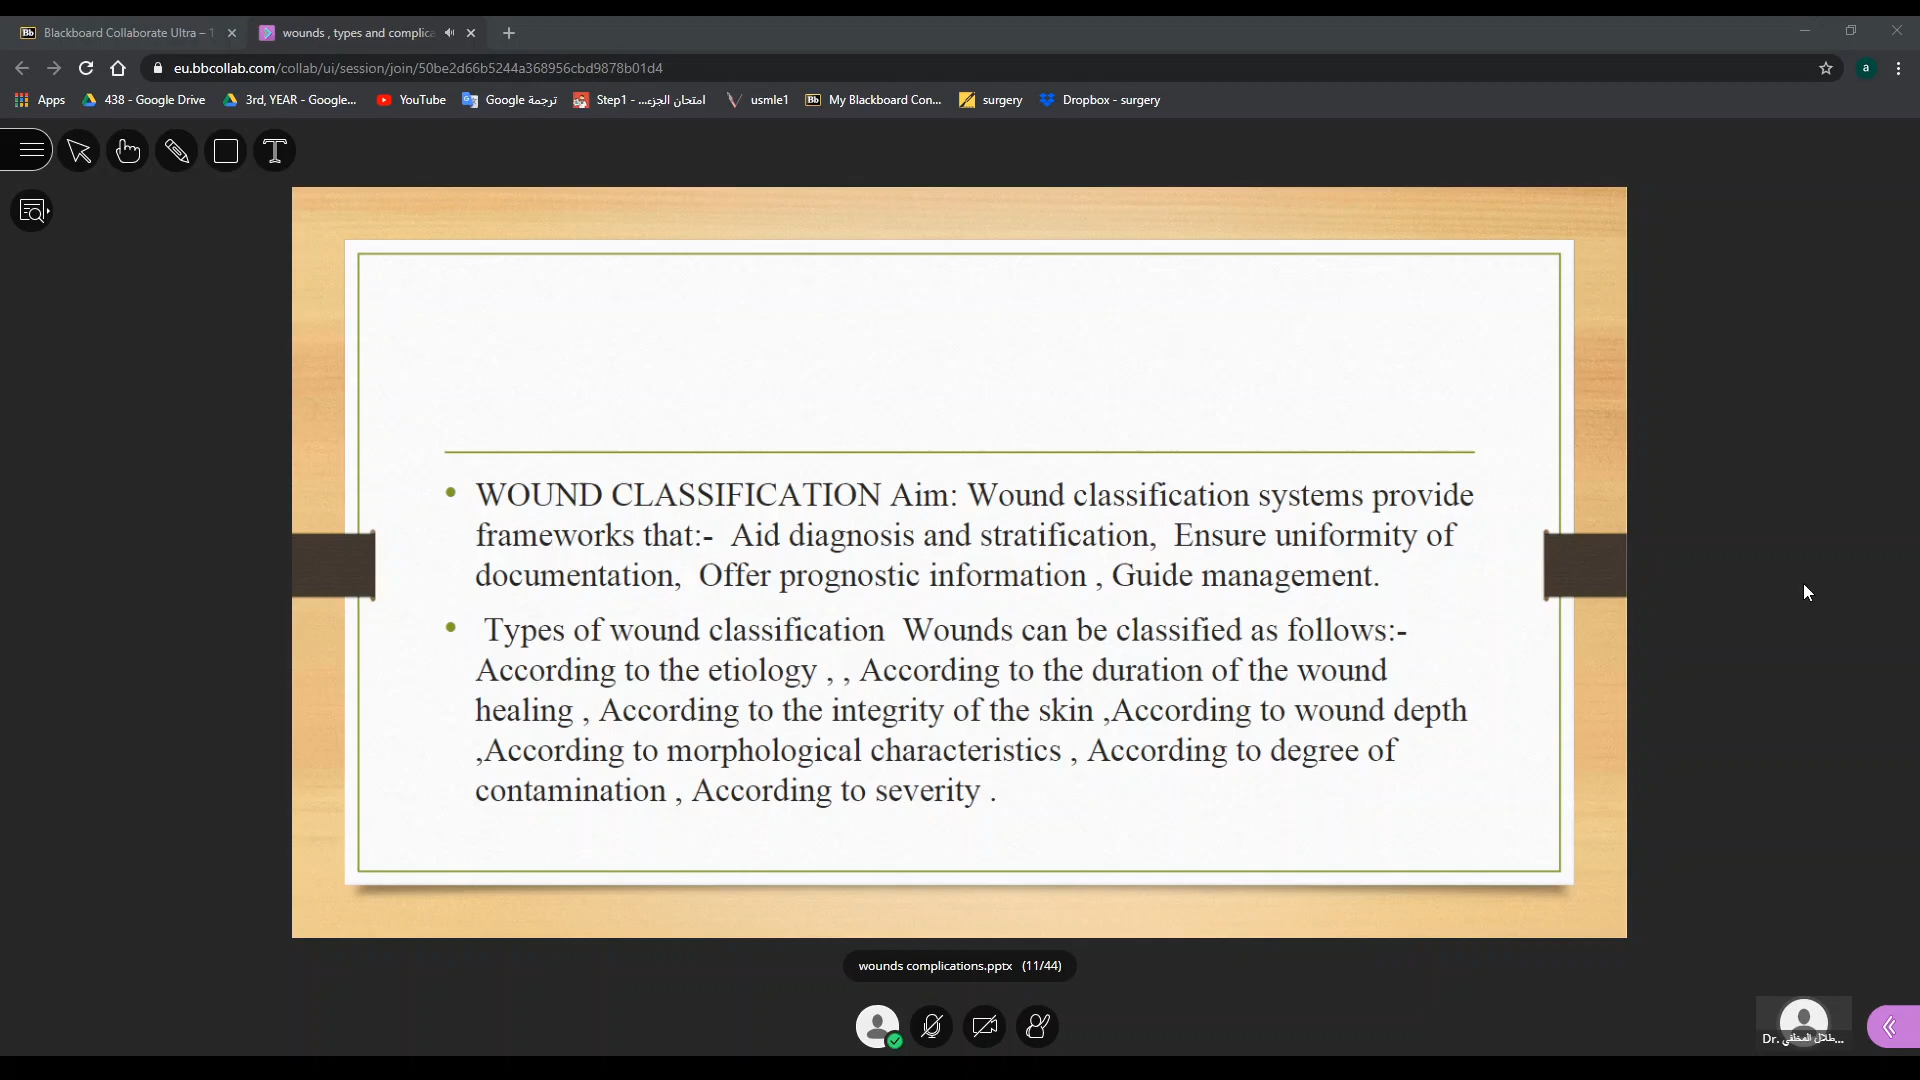 Blackboard Collaborate Ultra –
wounds , types and complica
eu.bbcollab.com/collab/ui/session/join/50be2d66b5244a368956cbd9878b01d4
a
Apps
438 - Google Drive
3rd, YEAR - Google...
YouTube
Google ترجمة
Step1 - ...امتحان الجزء
usmle1
Bb My Blackboard Con...
surgery
Dropbox - surgery
T
• WOUND CLASSIFICATION Aim: Wound classification systems provide
frameworks that:- Aid diagnosis and stratification, Ensure uniformity of
documentation, Offer prognostic information , Guide management.
• Types of wound classification Wounds can be classified as follows:-
According to the etiology , , According to the duration of the wound
healing , According to the integrity of the skin ,According to wound depth
,According to morphological characteristics , According to degree of
contamination , According to severity .
wounds complications.pptx (11/44)
Dr. طلال